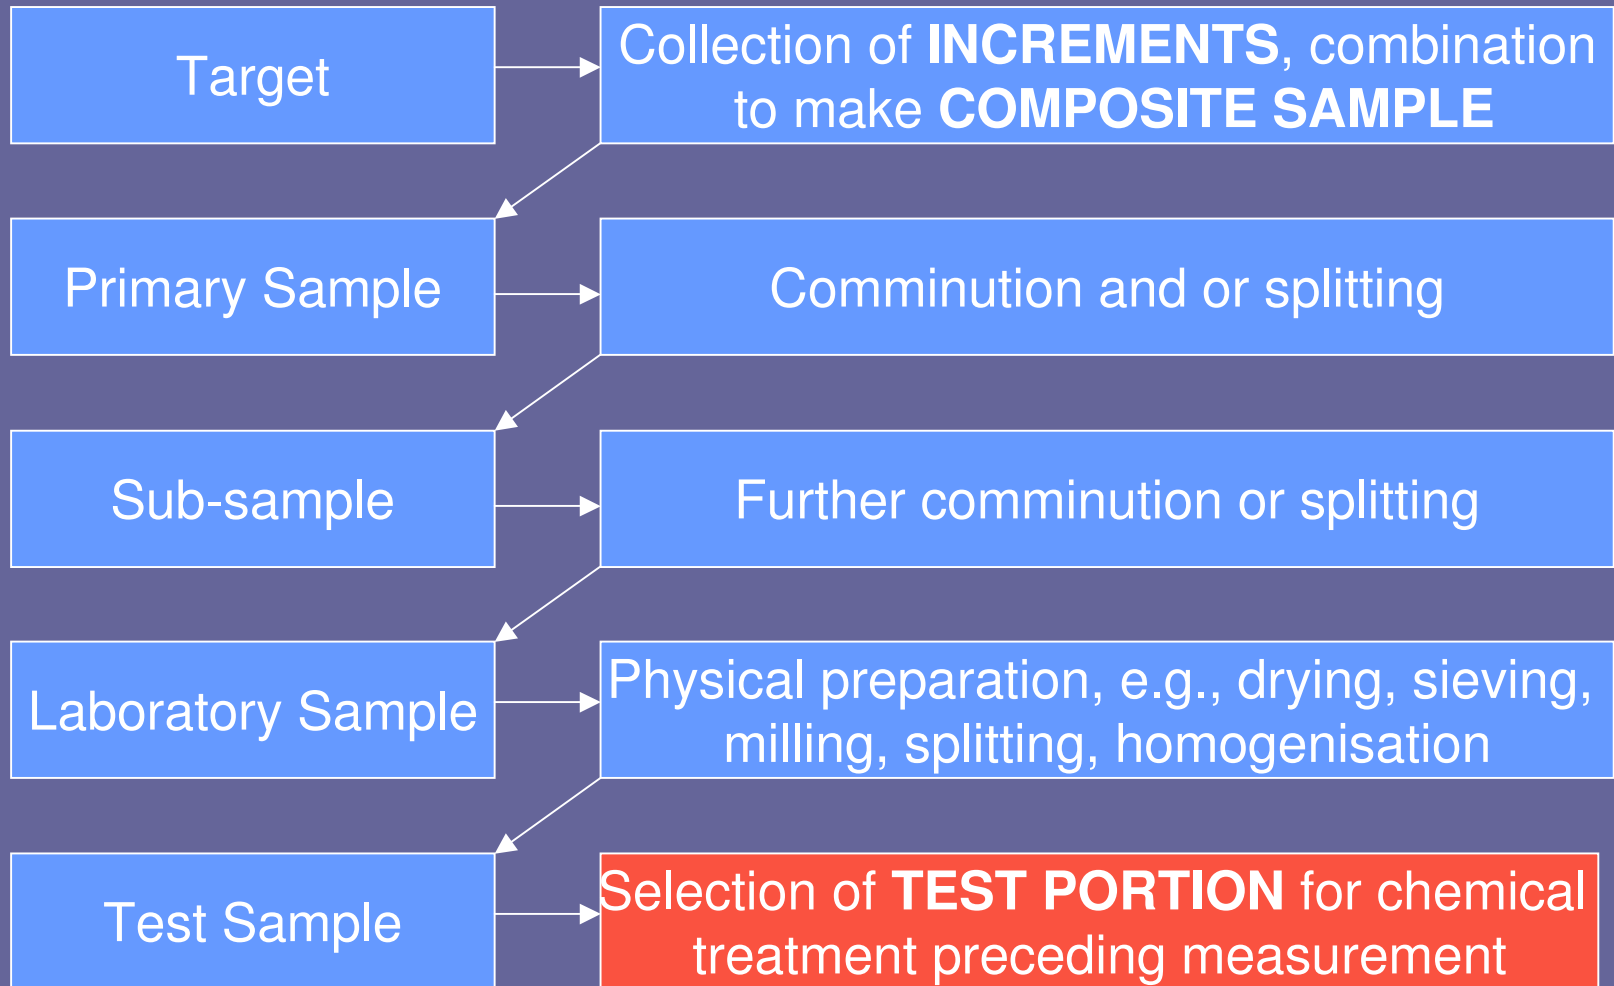 Target
Collection of INCREMENTS, combination
to make COMPOSITE SAMPLE
Primary Sample
Comminution and or splitting
Sub-sample
Further comminution or splitting
Laboratory Sample
Physical preparation, e.g., drying, sieving,
milling, splitting, homogenisation
Test Sample
Selection of TEST PORTION for chemical
treatment preceding measurement